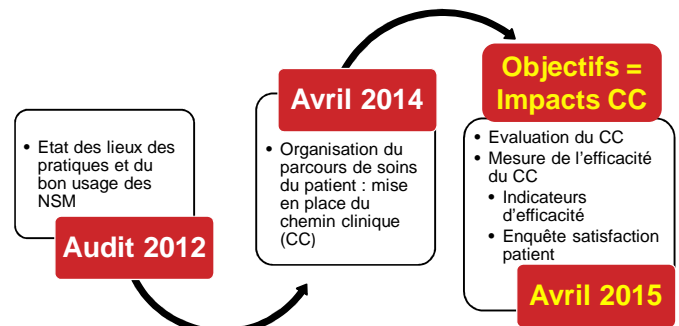 • Etat des lieux des
pratiques et du
bon usage des
NSM
Audit 2012
Avril 2014
• Organisation du
parcours de soins
du patient : mise
en place du
chemin clinique
(CC)
Objectifs =
Impacts CC
• Evaluation du CC
• Mesure de l'efficacité
du CC
• Indicateurs
d'efficacité
• Enquête satisfaction
patient
Avril 2015